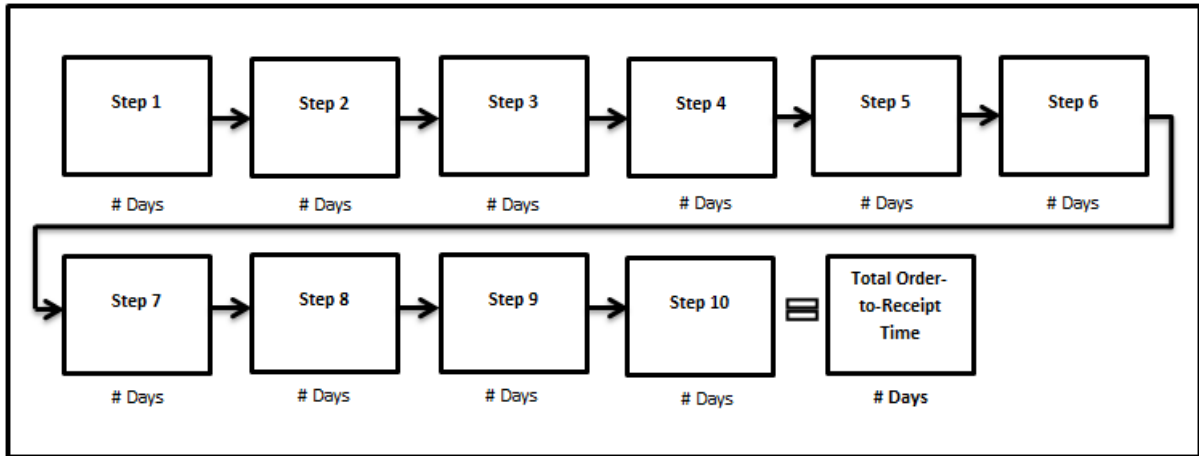 Step 1
Step 2
Step 3
Step 4
Step 5
Step 6
# Days
# Days
# Days
# Days
# Days
# Days
Step 7
Step 8
Step 9
Step 10
Total Order-
to-Receipt
Time
# Days
# Days
# Days
# Days
# Days